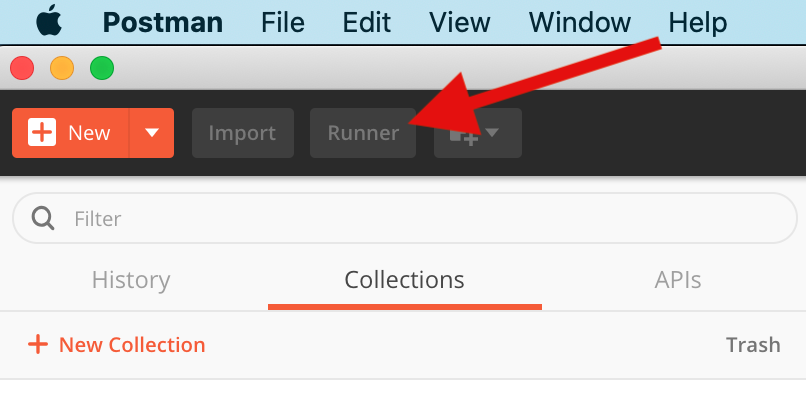 Postman File Edit View Window Help
New Import Runner
Filter
History Collections APIs
New Collection Trash